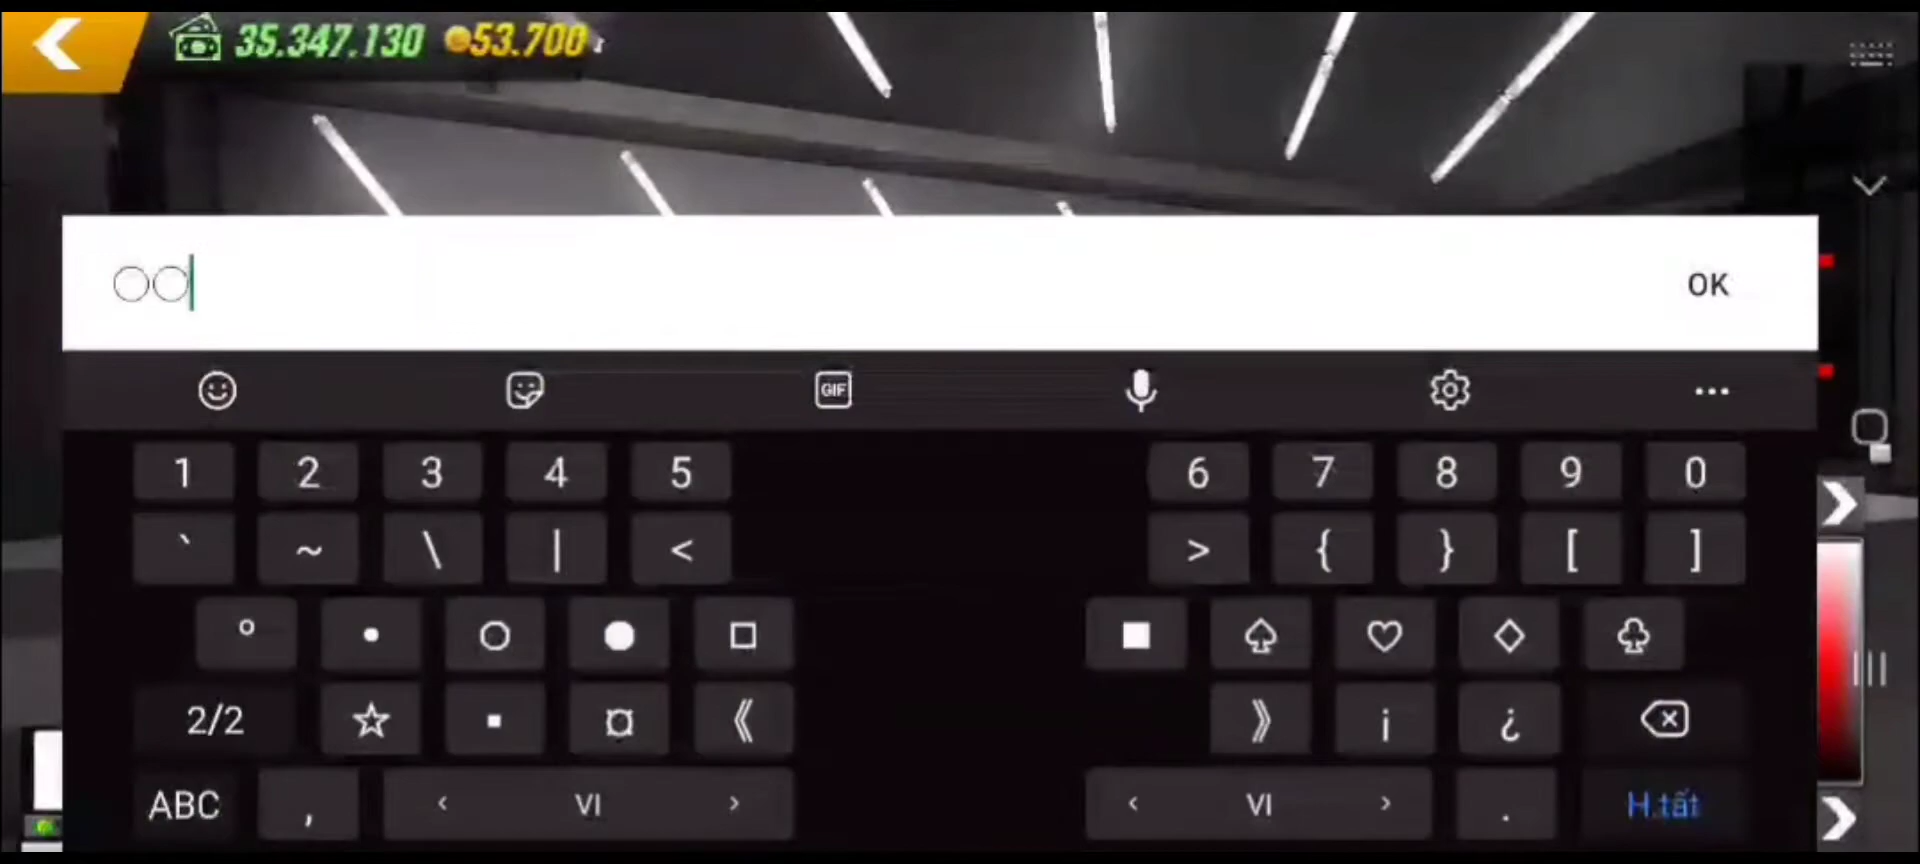 35.347.130 53.700
○○ OK
GIF
1 2 3 4 5 6 7 8 9 0
` ~ \ | < > { } [ ]
° • ○ ● □ ■ ♤ ♡ ◇ ♧
2/2 ☆ ▪ ¤ 《 》 ¡ ¿
ABC , < VI > < VI > . H.tất